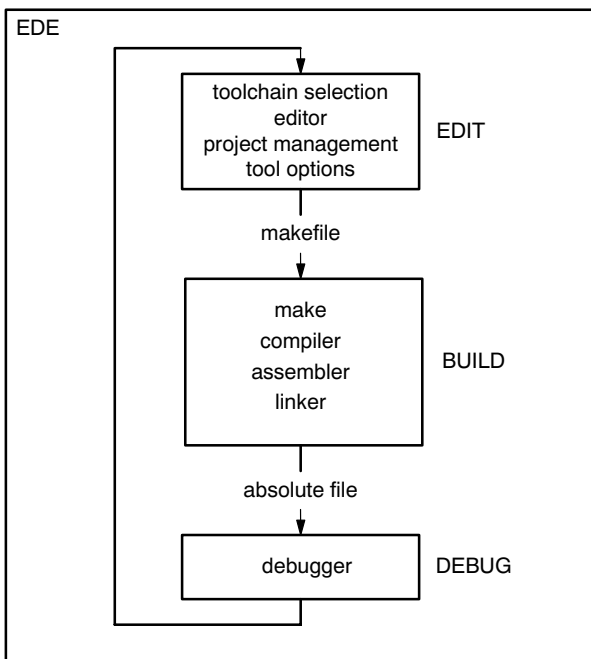 EDE
toolchain selection
editor
project management
tool options
EDIT
makefile
make
compiler
assembler
linker
BUILD
absolute file
debugger
DEBUG